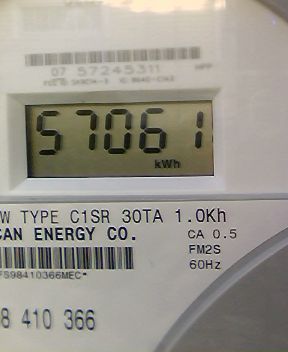 07 57245311
57061
kWh
W TYPE C1SR 30TA 1.0Kh
CAN ENERGY CO.
CA 0.5
FM2S
60Hz
FS98410366MEC*
8 410 366